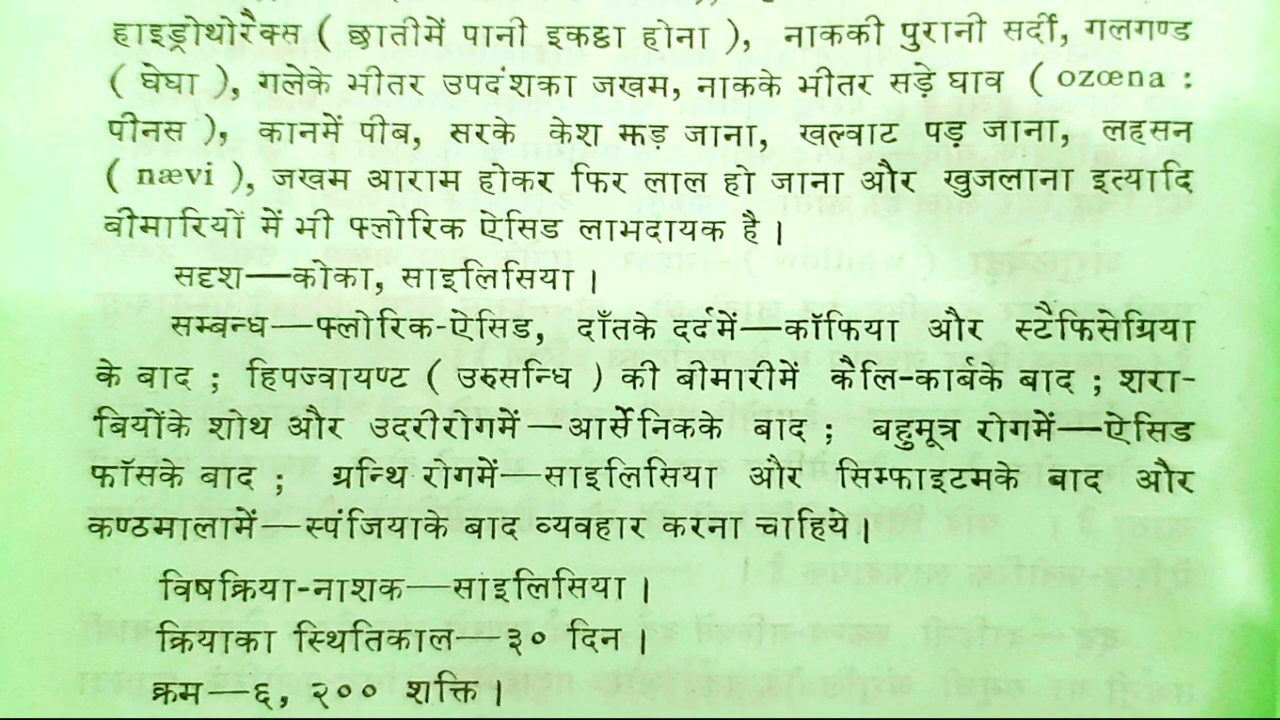 हाइड्रोथोरैक्स ( छातीमें पानी इकट्ठा होना ), नाककी पुरानी सर्दी, गलगण्ड
( घेघा ), गलेके भीतर उपदंशका जखम, नाकके भीतर सड़े घाव ( ozœna :
पीनस ), कानमें पीब, सरके केश झड़ जाना, खल्वाट पड़ जाना, लहसन
( nævi ), जखम आराम होकर फिर लाल हो जाना और खुजलाना इत्यादि
बीमारियों में भी फ्लोरिक ऐसिड लाभदायक है।
सदृश—कोका, साइलिसिया।
सम्बन्ध—फ्लोरिक-ऐसिड, दाँतके दर्दमें—कॉफिया और स्टैफिसेग्रिया
के बाद ; हिपज्वायण्ट ( उरुसन्धि ) की बीमारीमें कैलि-कार्बके बाद ; शरा-
बियोंके शोथ और उदरीरोगमें—आर्सेनिकके बाद ; बहुमूत्र रोगमें—ऐसिड
फॉसके बाद ; ग्रन्थि रोगमें—साइलिसिया और सिम्फाइटमके बाद और
कण्ठमालामें—स्पंजियाके बाद व्यवहार करना चाहिये।
विषक्रिया-नाशक—साइलिसिया।
क्रियाका स्थितिकाल—३० दिन।
क्रम—६, २०० शक्ति।